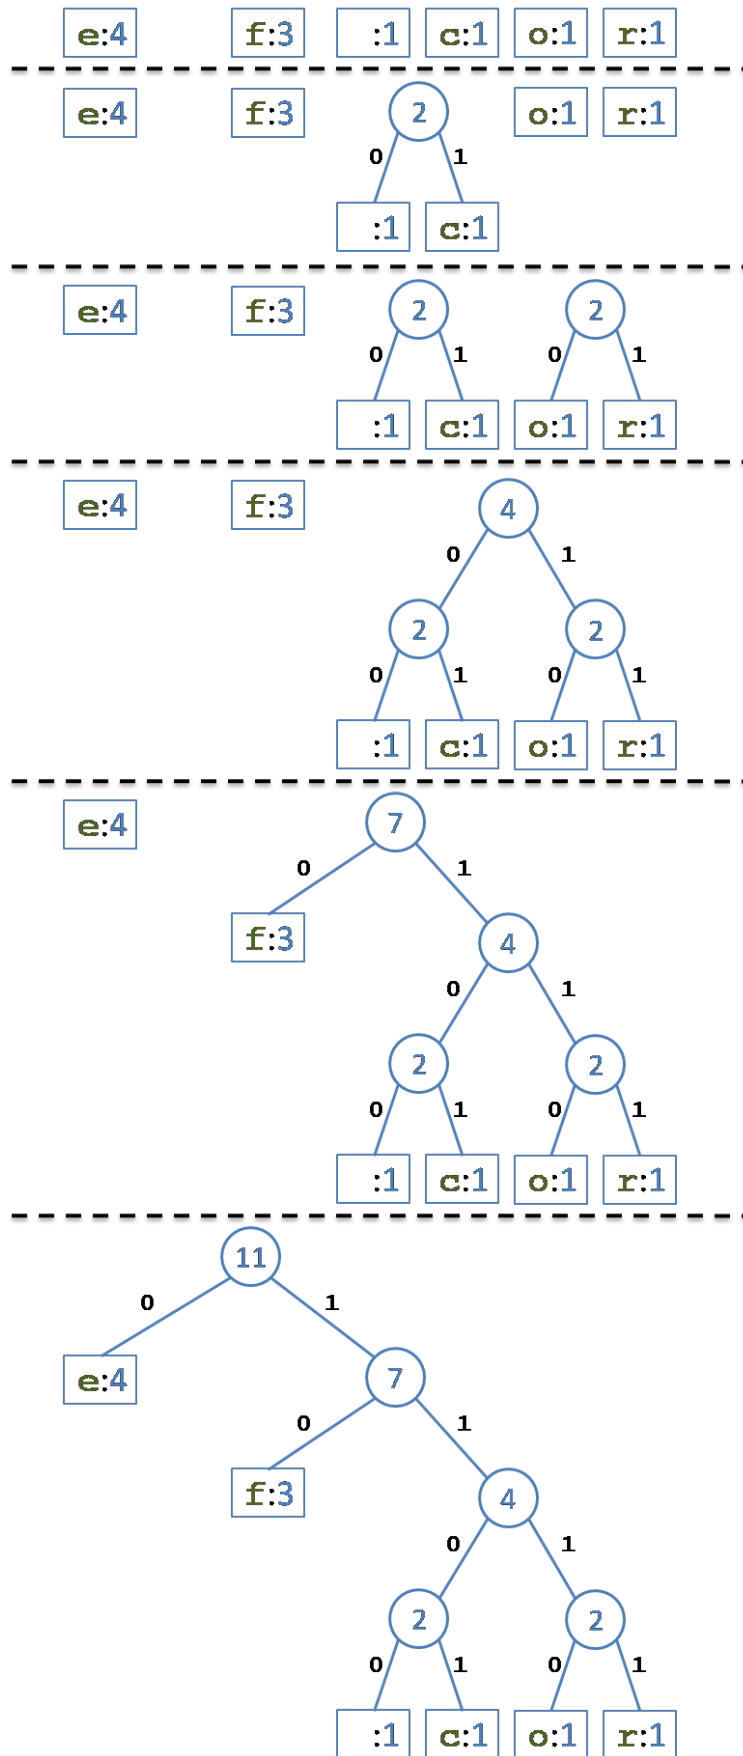 e:4 f:3 :1 c:1 o:1 r:1
e:4 f:3 2 o:1 r:1
0 1
:1 c:1
e:4 f:3 2 2
0 1 0 1
:1 c:1 o:1 r:1
e:4 f:3 4
0 1
2 2
0 1 0 1
:1 c:1 o:1 r:1
e:4 7
0 1
f:3 4
0 1
2 2
0 1 0 1
:1 c:1 o:1 r:1
11
0 1
e:4 7
0 1
f:3 4
0 1
2 2
0 1 0 1
:1 c:1 o:1 r:1